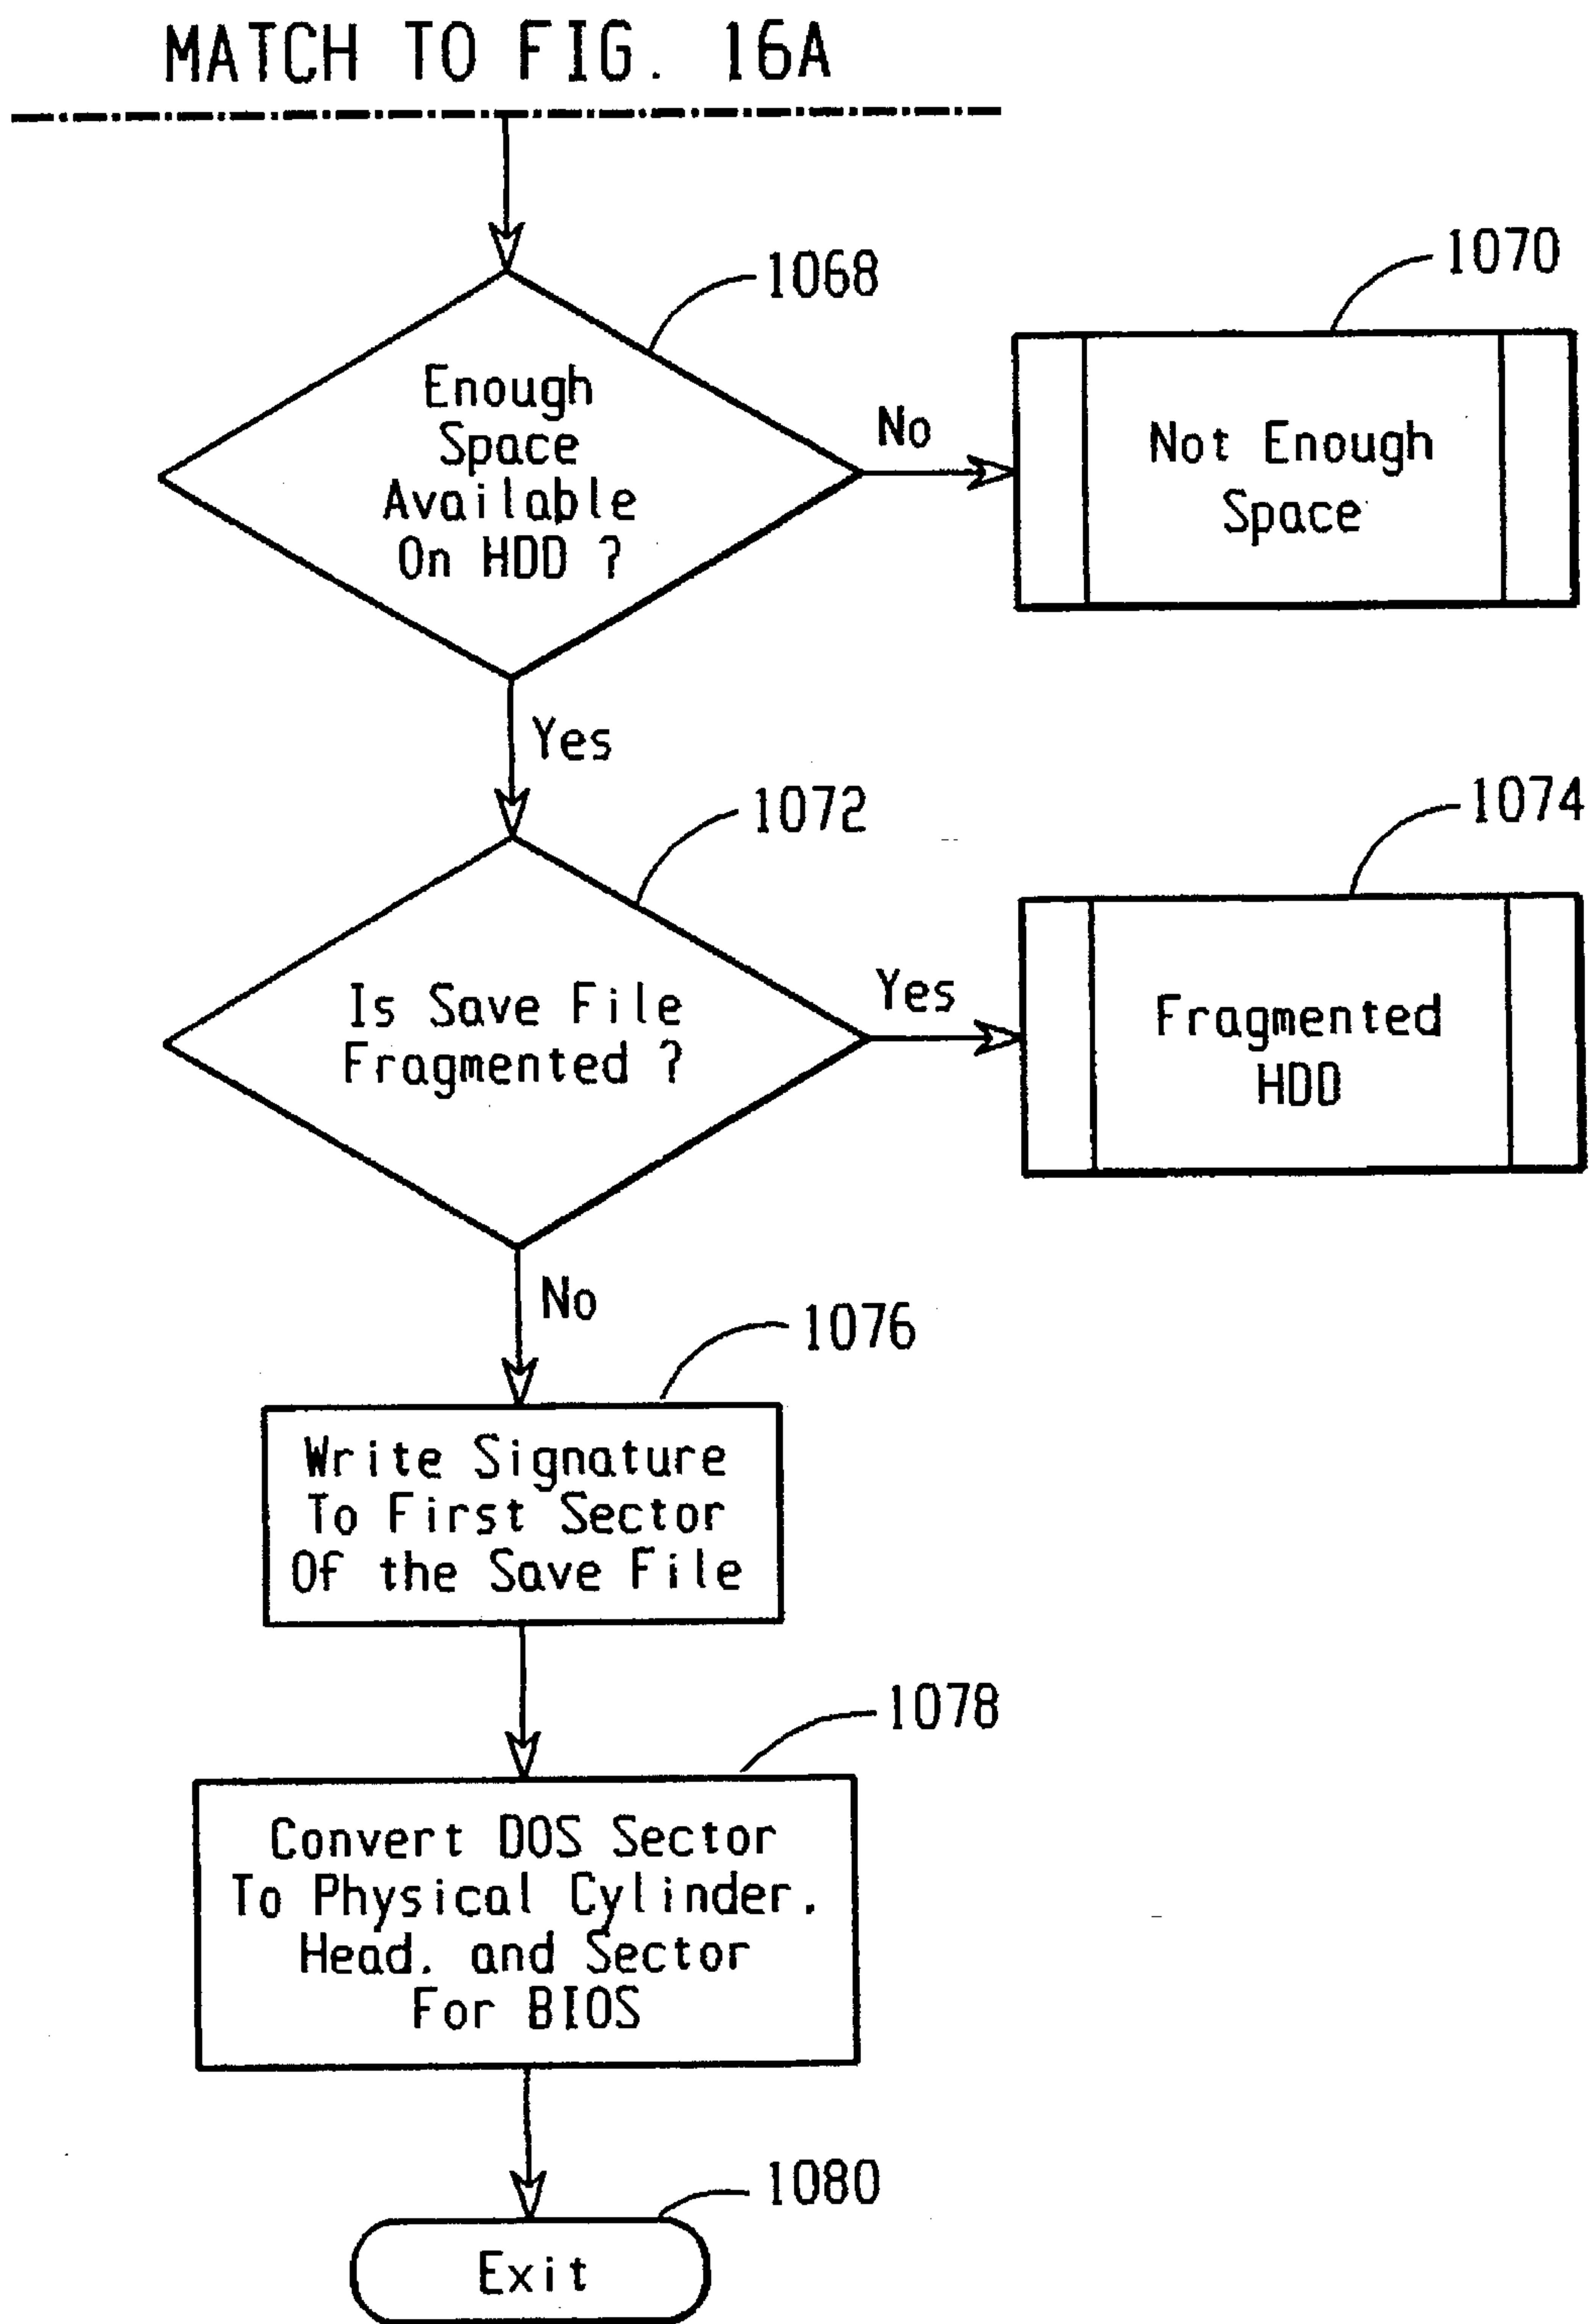 MATCH TO FIG. 16A
1068
Enough
Space
Available
On HDD ?
No
1070
Not Enough
Space
Yes
1072
Is Save File
Fragmented ?
Yes
1074
Fragmented
HDD
No
1076
Write Signature
To First Sector
Of the Save File
1078
Convert DOS Sector
To Physical Cylinder,
Head, and Sector
For BIOS
1080
Exit